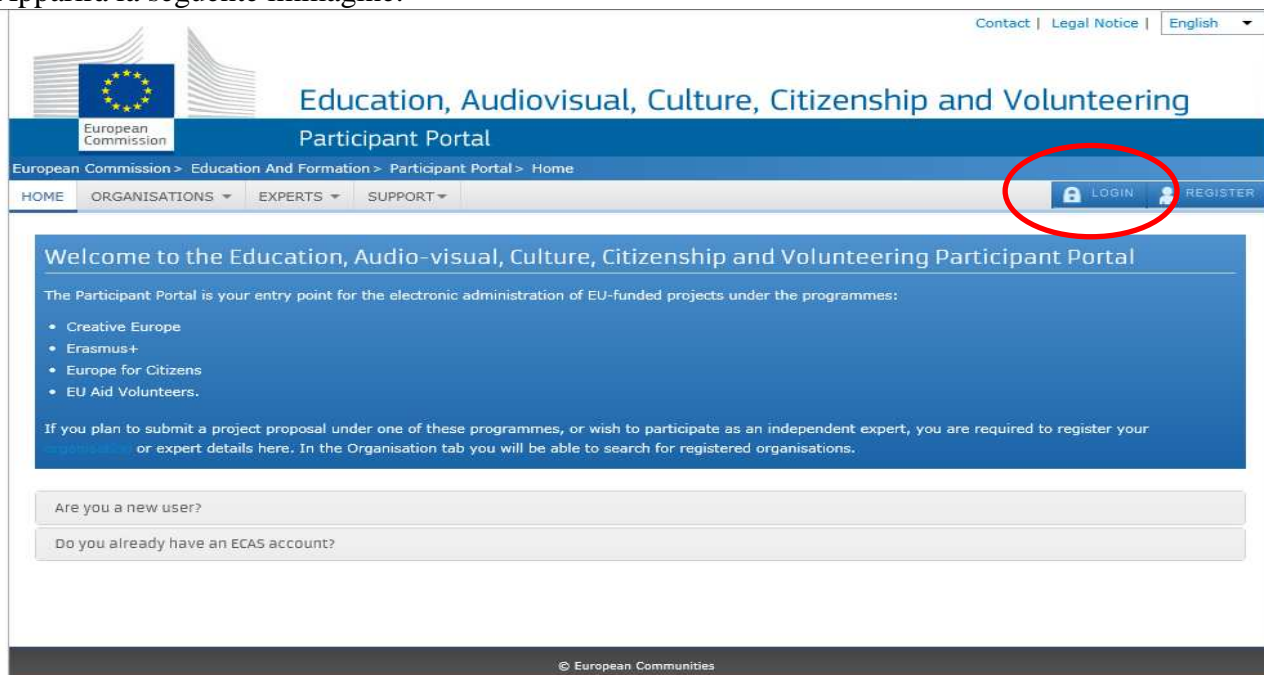 Apparirà la seguente immagine:
Contact | Legal Notice | English
Education, Audiovisual, Culture, Citizenship and Volunteering
European
Commission
Participant Portal
European Commission > Education And Formation > Participant Portal > Home
HOME ORGANISATIONS EXPERTS SUPPORT LOGIN REGISTER
Welcome to the Education, Audio-visual, Culture, Citizenship and Volunteering Participant Portal
The Participant Portal is your entry point for the electronic administration of EU-funded projects under the programmes:
• Creative Europe
• Erasmus+
• Europe for Citizens
• EU Aid Volunteers.
If you plan to submit a project proposal under one of these programmes, or wish to participate as an independent expert, you are required to register your
organisation or expert details here. In the Organisation tab you will be able to search for registered organisations.
Are you a new user?
Do you already have an ECAS account?
© European Communities